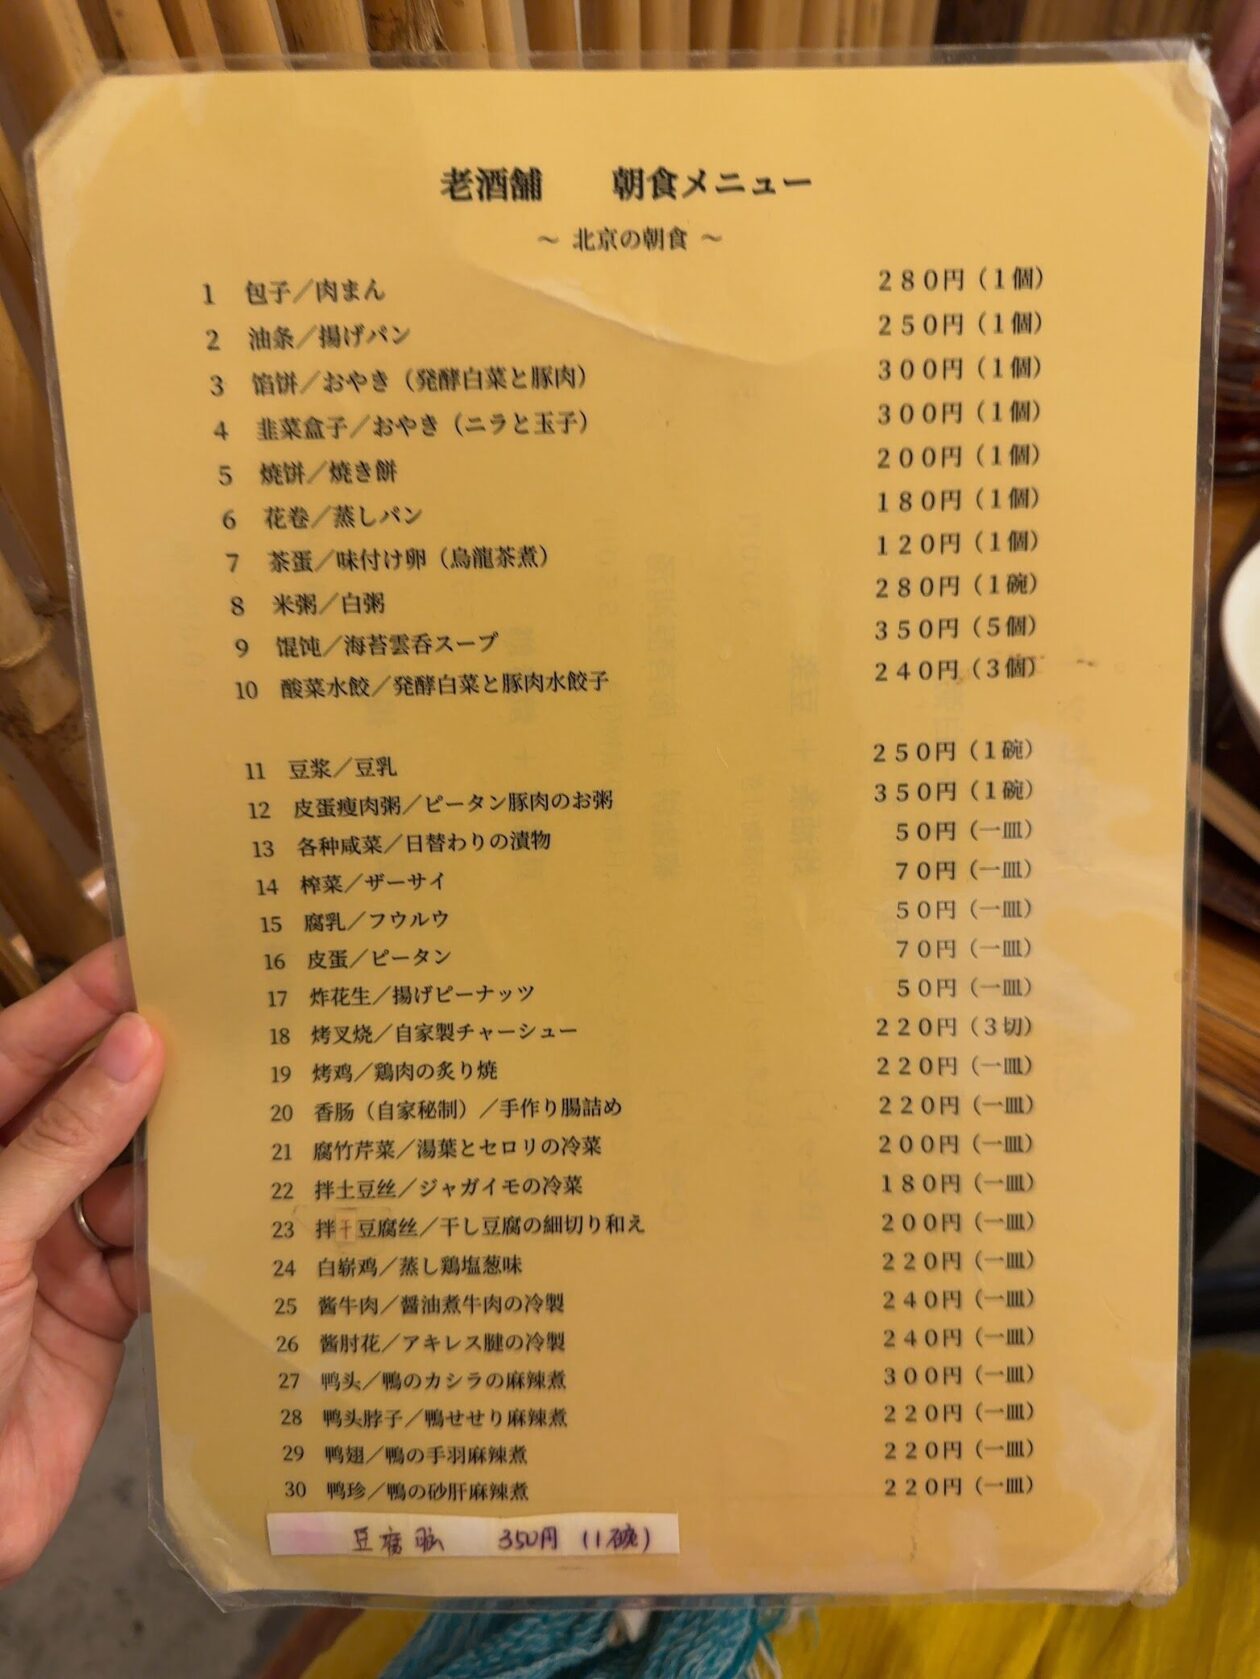 老酒舗　　朝食メニュー
～ 北京の朝食 ～
1　包子／肉まん　280円（1個）
2　油条／揚げパン　250円（1個）
3　馅饼／おやき（発酵白菜と豚肉）　300円（1個）
4　韭菜盒子／おやき（ニラと玉子）　300円（1個）
5　燒饼／焼き餅　200円（1個）
6　花巻／蒸しパン　180円（1個）
7　茶蛋／味付け卵（烏龍茶煮）　120円（1個）
8　米粥／白粥　280円（1碗）
9　馄饨／海苔雲呑スープ　350円（5個）
10　酸菜水餃／発酵白菜と豚肉水餃子　240円（3個）
11　豆浆／豆乳　250円（1碗）
12　皮蛋瘦肉粥／ピータン豚肉のお粥　350円（1碗）
13　各种咸菜／日替わりの漬物　50円（一皿）
14　榨菜／ザーサイ　70円（一皿）
15　腐乳／フウルウ　50円（一皿）
16　皮蛋／ピータン　70円（一皿）
17　炸花生／揚げピーナッツ　50円（一皿）
18　烤叉烧／自家製チャーシュー　220円（3切）
19　烤鸡／鶏肉の炙り焼　220円（一皿）
20　香肠（自家秘制）／手作り腸詰め　220円（一皿）
21　腐竹芹菜／湯葉とセロリの冷菜　200円（一皿）
22　拌土豆丝／ジャガイモの冷菜　180円（一皿）
23　拌干豆腐丝／干し豆腐の細切り和え　200円（一皿）
24　白崭鸡／蒸し鶏塩葱味　220円（一皿）
25　酱牛肉／醤油煮牛肉の冷製　240円（一皿）
26　酱肘花／アキレス腱の冷製　240円（一皿）
27　鸭头／鴨のカシラの麻辣煮　300円（一皿）
28　鸭头脖子／鴨せせり麻辣煮　220円（一皿）
29　鸭翅／鴨の手羽麻辣煮　220円（一皿）
30　鸭珍／鴨の砂肝麻辣煮　220円（一皿）
豆腐　350円（1碗）